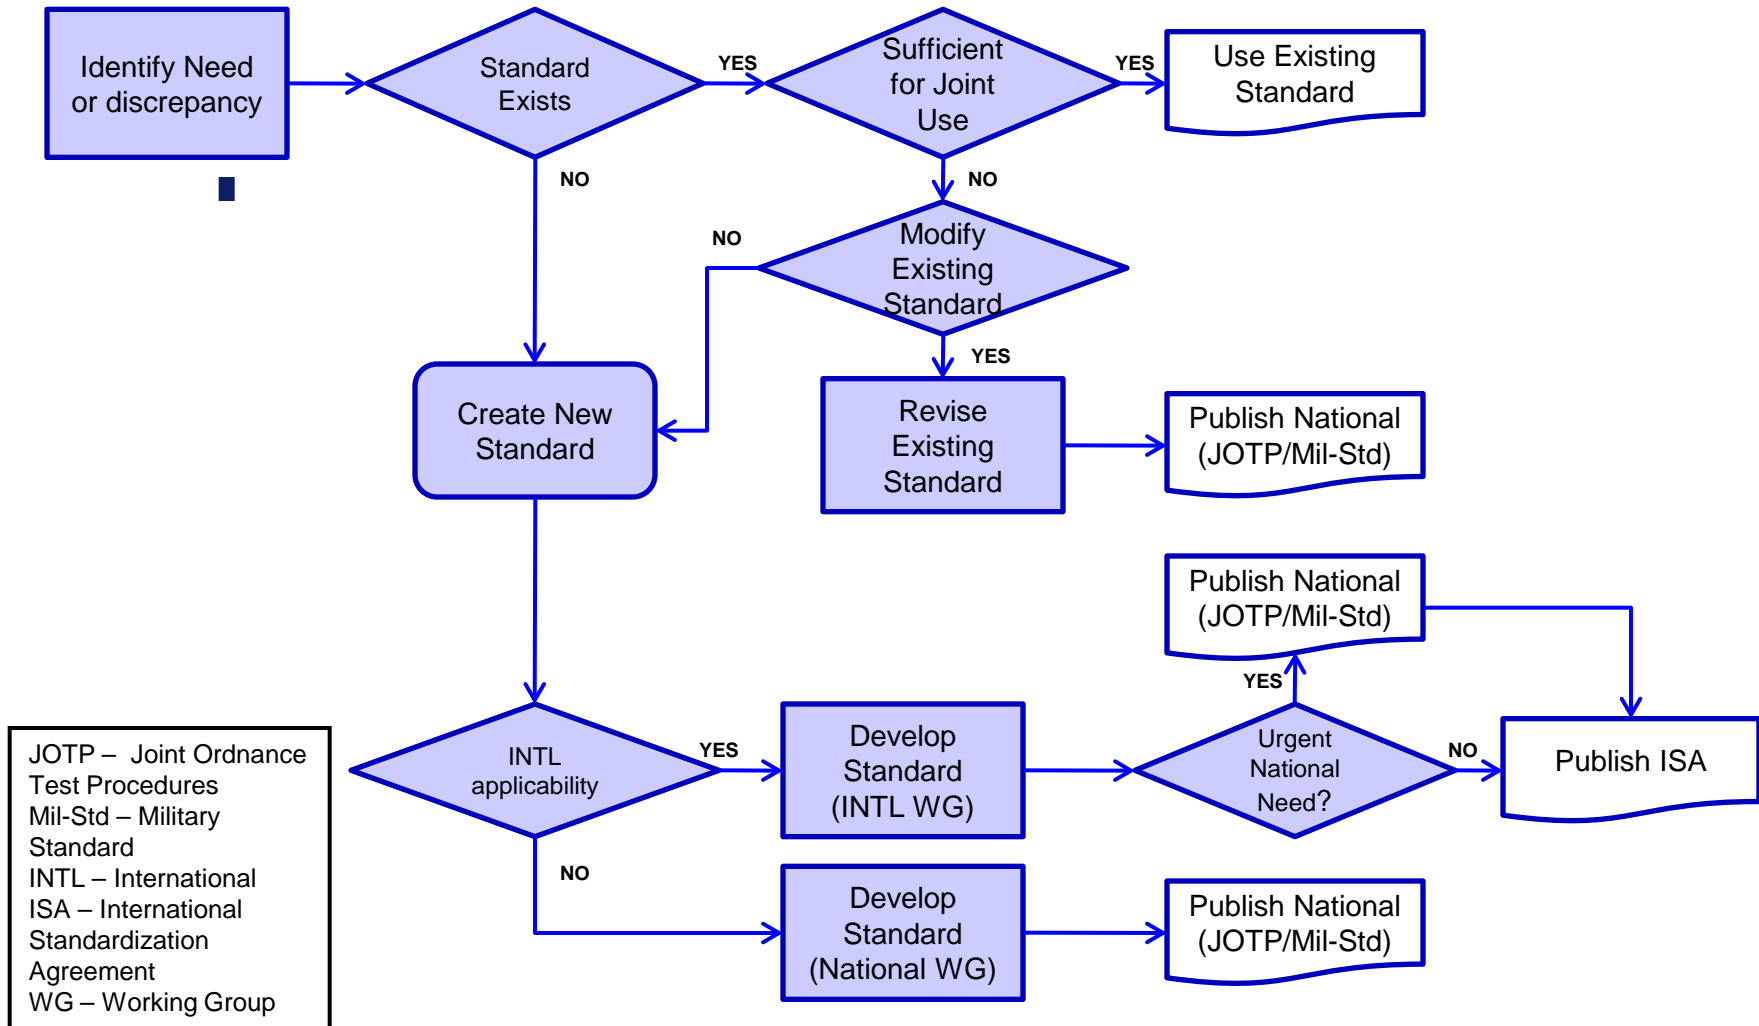 Identify Need
or discrepancy
Standard
Exists
YES
Sufficient
for Joint
Use
YES
Use Existing
Standard
NO
NO
Modify
Existing
Standard
NO
YES
Create New
Standard
Revise
Existing
Standard
Publish National
(JOTP/Mil-Std)
Publish National
(JOTP/Mil-Std)
YES
INTL
applicability
YES
Develop
Standard
(INTL WG)
Urgent
National
Need?
NO
Publish ISA
NO
Develop
Standard
(National WG)
Publish National
(JOTP/Mil-Std)
JOTP – Joint Ordnance
Test Procedures
Mil-Std – Military
Standard
INTL – International
ISA – International
Standardization
Agreement
WG – Working Group